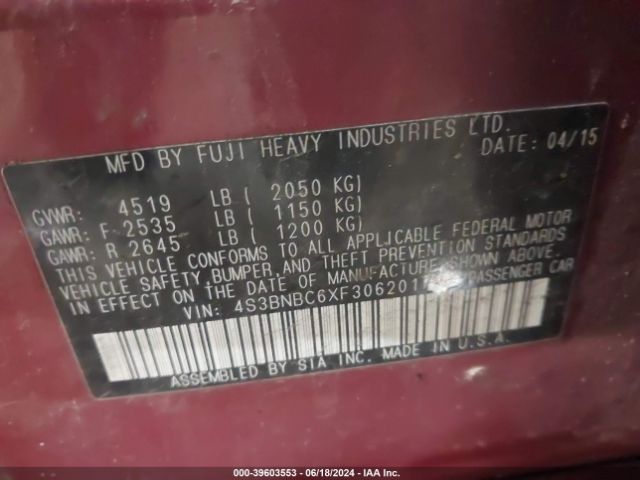 MFD BY FUJI HEAVY INDUSTRIES LTD.
DATE: 04/15
GVWR: 4519 LB ( 2050 KG)
GAWR: F 2535 LB ( 1150 KG)
GAWR: R 2645 LB ( 1200 KG)
THIS VEHICLE CONFORMS TO ALL APPLICABLE FEDERAL MOTOR
VEHICLE SAFETY, BUMPER, AND THEFT PREVENTION STANDARDS
IN EFFECT ON THE DATE OF MANUFACTURE SHOWN ABOVE.
VIN: PASSENGER CAR
ASSEMBLED BY SIA INC. MADE IN U.S.A.
000-39603553 - 06/18/2024 - IAA Inc.